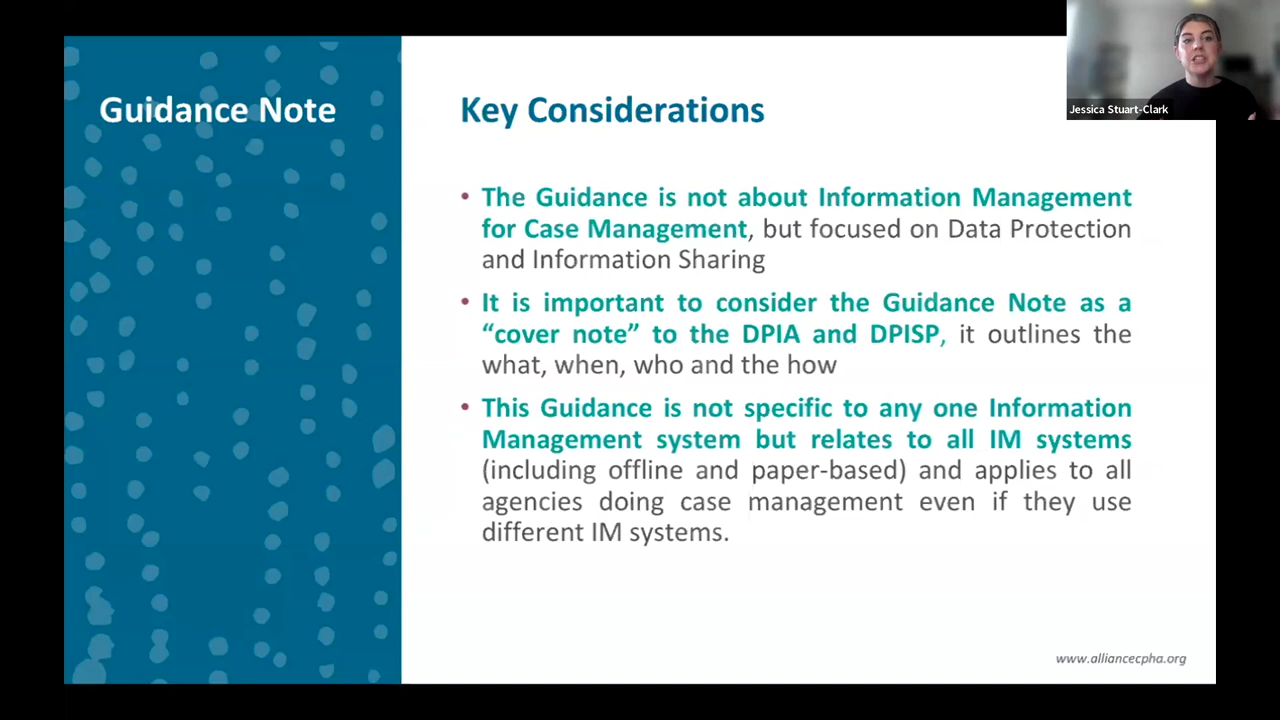 Guidance Note
Key Considerations
Jessica Stuart-Clark
• The Guidance is not about Information Management
for Case Management, but focused on Data Protection
and Information Sharing
• It is important to consider the Guidance Note as a
“cover note” to the DPIA and DPISP, it outlines the
what, when, who and the how
• This Guidance is not specific to any one Information
Management system but relates to all IM systems
(including offline and paper-based) and applies to all
agencies doing case management even if they use
different IM systems.
www.alliancecpha.org